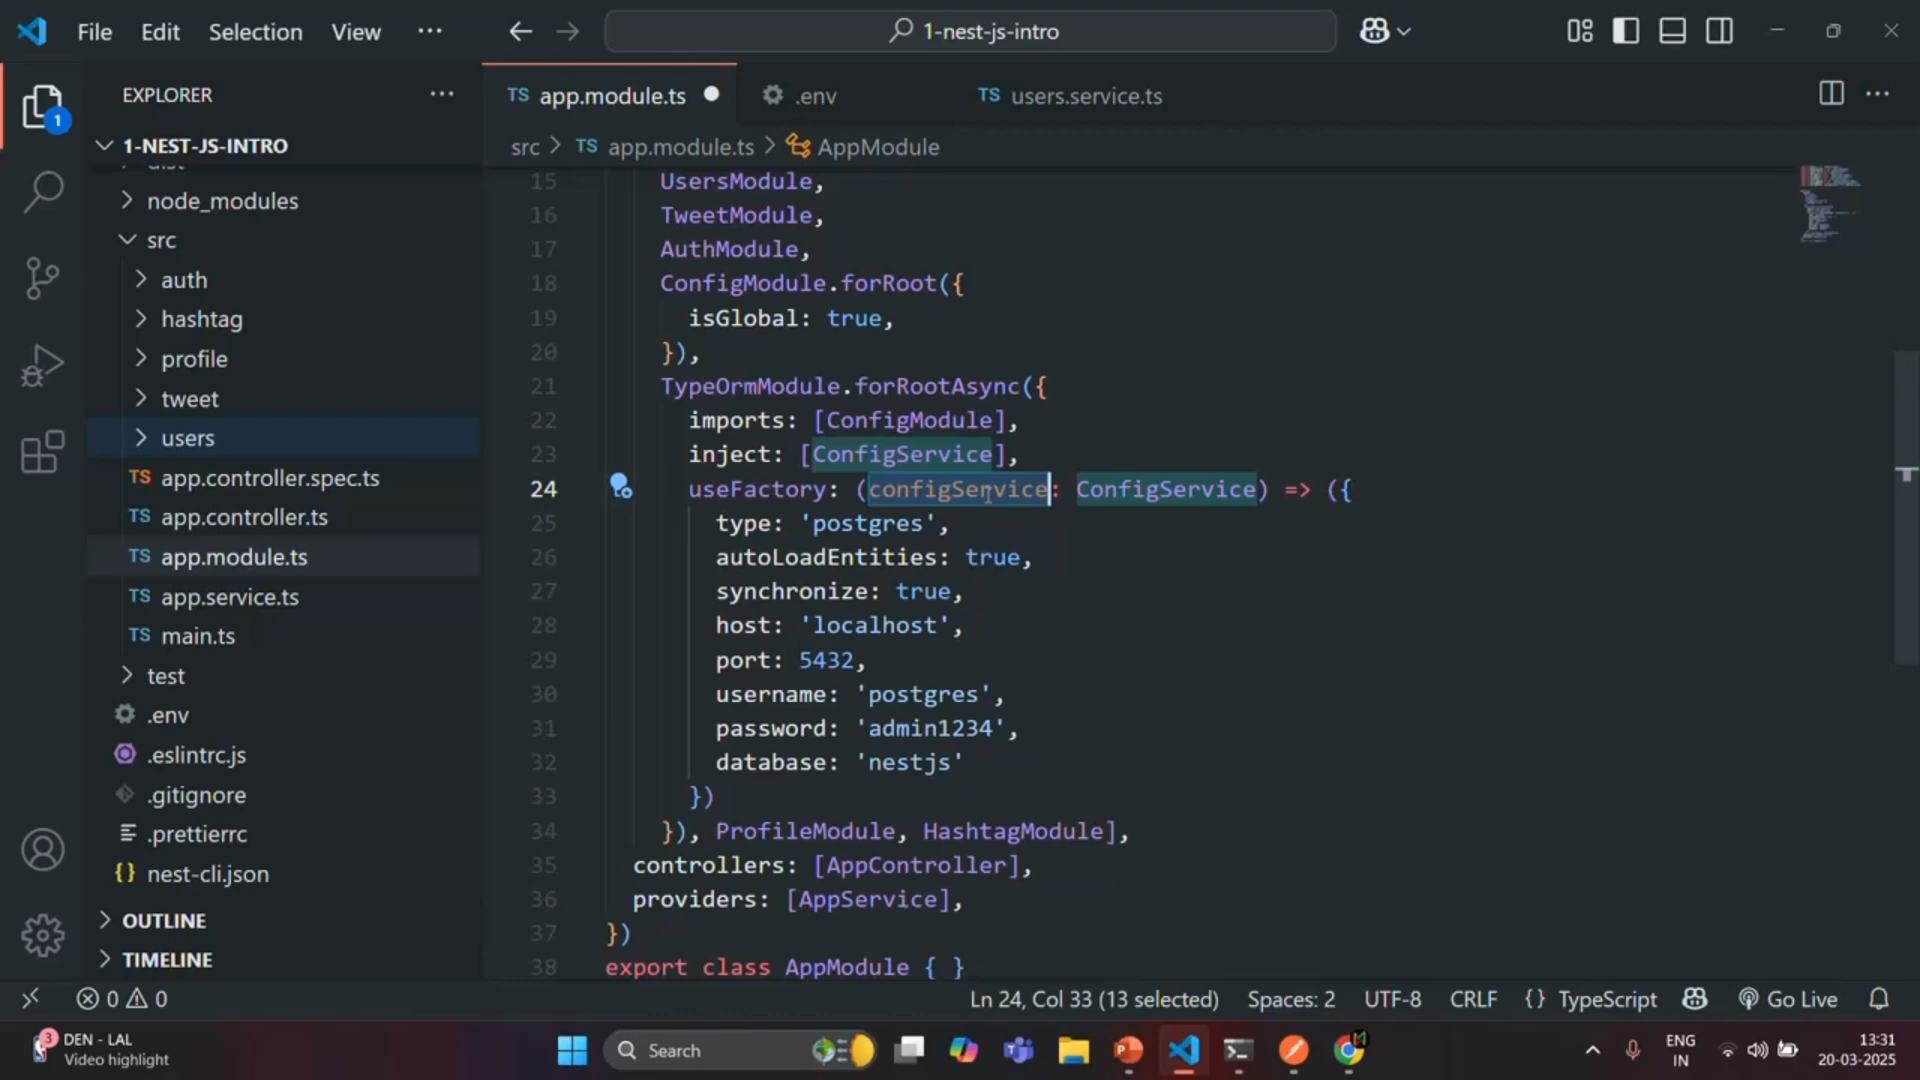 File Edit Selection View ···
1-nest-js-intro
EXPLORER ···
1
1-NEST-JS-INTRO
dist
node_modules
src
auth
hashtag
profile
tweet
users
TS app.controller.spec.ts
TS app.controller.ts
TS app.module.ts
TS app.service.ts
TS main.ts
test
.env
.eslintrc.js
.gitignore
.prettierrc
{} nest-cli.json
OUTLINE
TIMELINE
TS app.module.ts
.env
TS users.service.ts
src > TS app.module.ts > AppModule
15 UsersModule,
16 TweetModule,
17 AuthModule,
18 ConfigModule.forRoot({
19 isGlobal: true,
20 }),
21 TypeOrmModule.forRootAsync({
22 imports: [ConfigModule],
23 inject: [ConfigService],
24 useFactory: (configService: ConfigService) => ({
25 type: 'postgres',
26 autoLoadEntities: true,
27 synchronize: true,
28 host: 'localhost',
29 port: 5432,
30 username: 'postgres',
31 password: 'admin1234',
32 database: 'nestjs'
33 })
34 }), ProfileModule, HashtagModule],
35 controllers: [AppController],
36 providers: [AppService],
37 })
38 export class AppModule { }
0 0 Ln 24, Col 33 (13 selected) Spaces: 2 UTF-8 CRLF {} TypeScript Go Live
3 DEN - LAL
Video highlight
Search
ENG
IN
13:31
20-03-2025